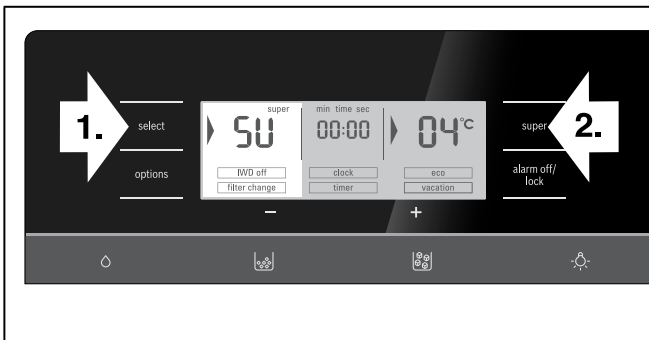 super
min time sec
1.
select
SU
00:00
04°C
super
2.
options
IWD off
clock
eco
alarm off/
lock
filter change
timer
vacation
−
+